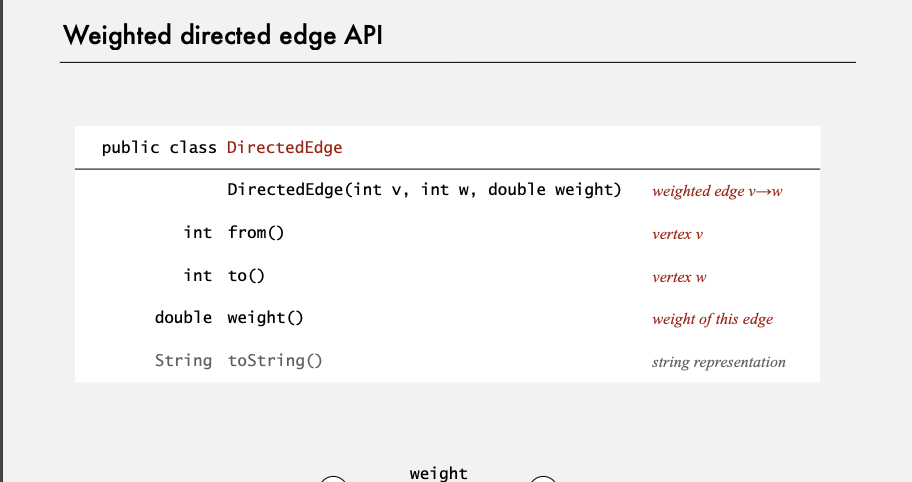 Weighted directed edge API
public class DirectedEdge
DirectedEdge(int v, int w, double weight) weighted edge v→w
int from() vertex v
int to() vertex w
double weight() weight of this edge
String toString() string representation
weight